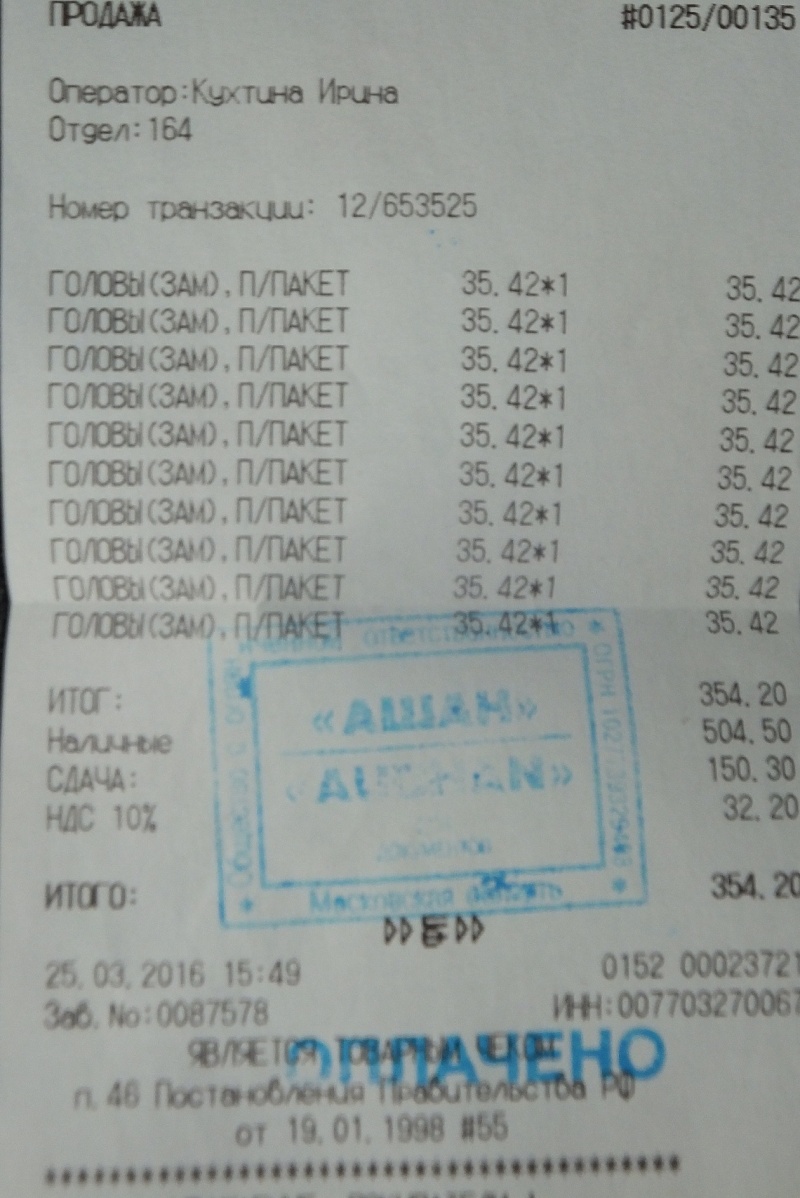 ПРОДАЖА #0125/00135
Оператор:Кухтина Ирина
Отдел:164
Номер транзакции: 12/653525
ГОЛОВЫ(ЗАМ),П/ПАКЕТ 35.42*1 35.42
ГОЛОВЫ(ЗАМ),П/ПАКЕТ 35.42*1 35.42
ГОЛОВЫ(ЗАМ),П/ПАКЕТ 35.42*1 35.42
ГОЛОВЫ(ЗАМ),П/ПАКЕТ 35.42*1 35.42
ГОЛОВЫ(ЗАМ),П/ПАКЕТ 35.42*1 35.42
ГОЛОВЫ(ЗАМ),П/ПАКЕТ 35.42*1 35.42
ГОЛОВЫ(ЗАМ),П/ПАКЕТ 35.42*1 35.42
ГОЛОВЫ(ЗАМ),П/ПАКЕТ 35.42*1 35.42
ГОЛОВЫ(ЗАМ),П/ПАКЕТ 35.42*1 35.42
ГОЛОВЫ(ЗАМ),П/ПАКЕТ 35.42*1 35.42
ИТОГ: 354.20
Наличные 504.50
СДАЧА: 150.30
НДС 10% 32.20
«АШАН»
«AUCHAN»
документов
Московская область
ИТОГО: 354.20
25.03.2016 15:49 0152 00023721
Зав.No:0087578 ИНН:007703270067
ЯВЛЯЕТСЯ ТОВАРНЫМ ЧЕКОМ
ОПЛАЧЕНО
п.46 Постановления Правительства РФ
от 19.01.1998 #55
****************************************